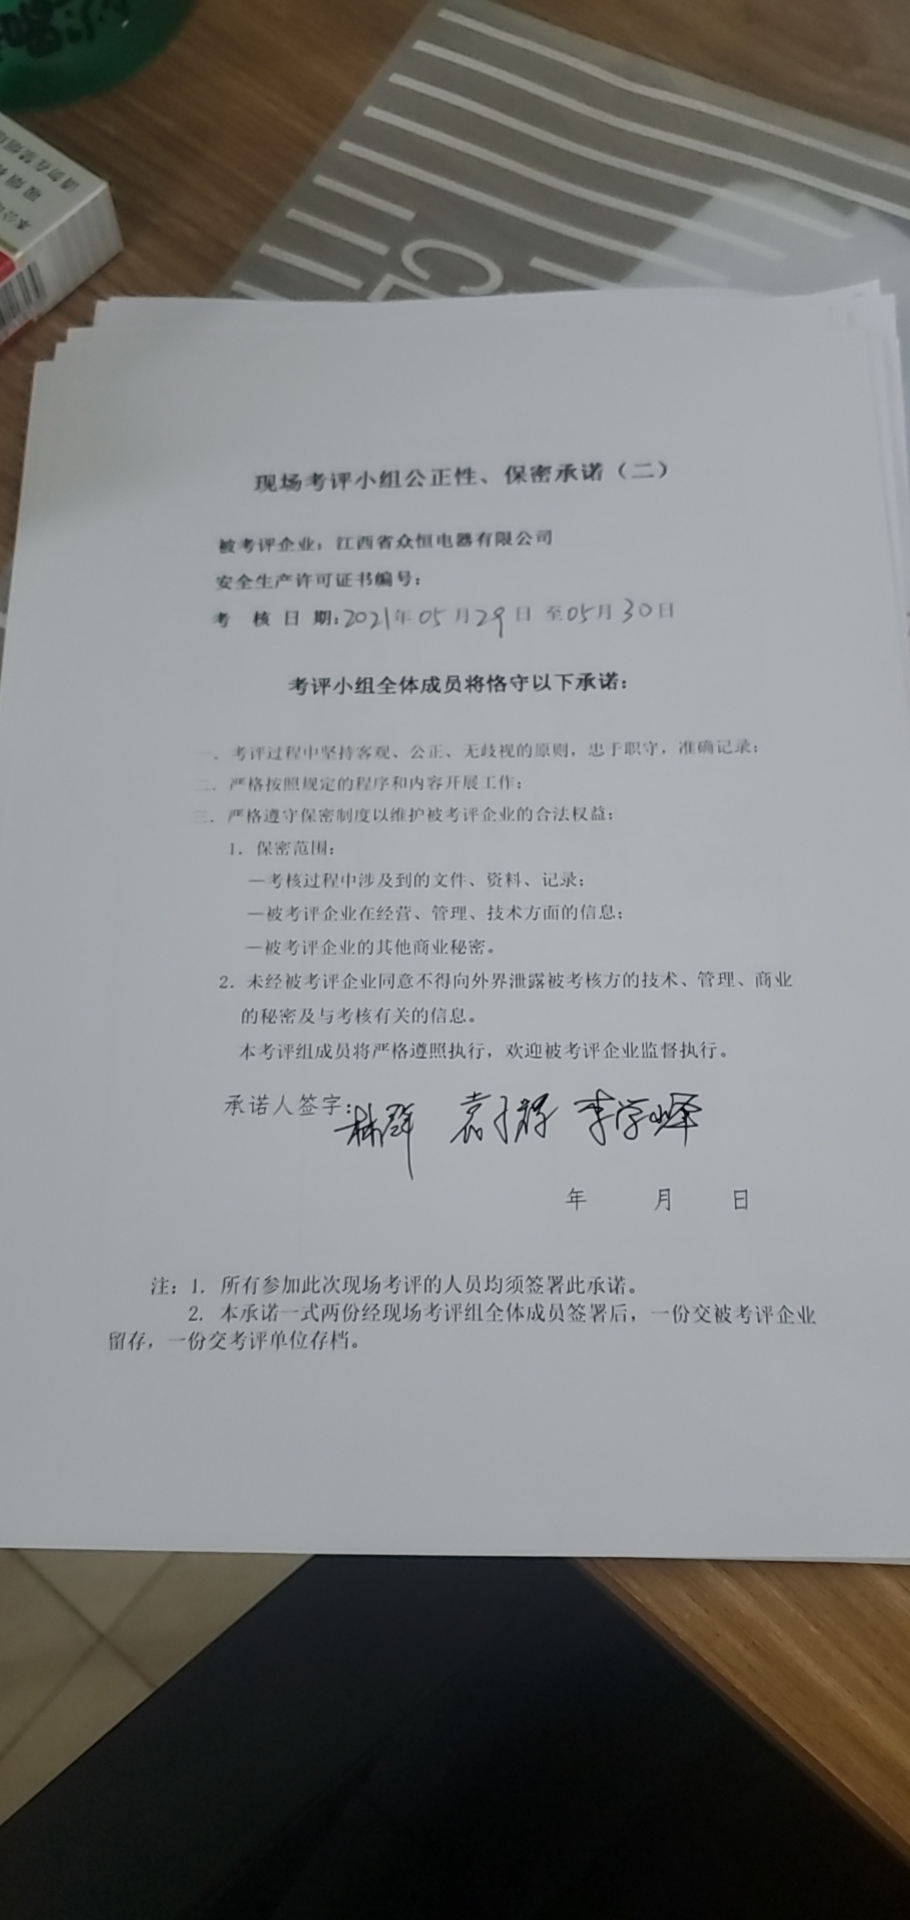 现场考评小组公正性、保密承诺（二）
被考评企业：江西省众恒电器有限公司
安全生产许可证书编号：
考 核 日 期：2021年05月29日 至05月30日
考评小组全体成员将恪守以下承诺：
一．考评过程中坚持客观、公正、无歧视的原则，忠于职守，准确记录；
二．严格按照规定的程序和内容开展工作；
三．严格遵守保密制度以维护被考评企业的合法权益；
1．保密范围：
—考核过程中涉及到的文件、资料、记录；
—被考评企业在经营、管理、技术方面的信息；
—被考评企业的其他商业秘密。
2．未经被考评企业同意不得向外界泄露被考核方的技术、管理、商业
的秘密及与考核有关的信息。
本考评组成员将严格遵照执行，欢迎被考评企业监督执行。
承诺人签字：林群 李学峰
年 月 日
注：1．所有参加此次现场考评的人员均须签署此承诺。
2．本承诺一式两份经现场考评组全体成员签署后，一份交被考评企业
留存，一份交考评单位存档。